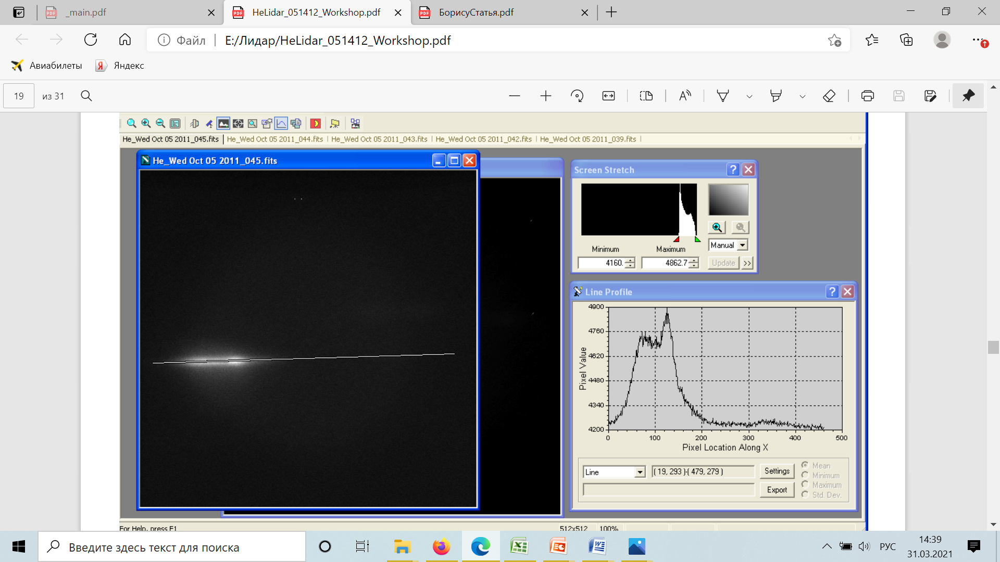 _main.pdf
HeLidar_051412_Workshop.pdf
БорисуСтатья.pdf
Файл
E:/Лидар/HeLidar_051412_Workshop.pdf
Авиабилеты
Я
Яндекс
19
из 31
He_Wed Oct 05 2011_045.fits
He_Wed Oct 05 2011_044.fits
He_Wed Oct 05 2011_043.fits
He_Wed Oct 05 2011_042.fits
He_Wed Oct 05 2011_039.fits
He_Wed Oct 05 2011_045.fits
Screen Stretch
Minimum
Maximum
4160.
4862.7
Manual
Update
>>
Line Profile
4900
4760
4620
4480
4340
4200
Pixel Value
0
100
200
300
400
500
Pixel Location Along X
Line
( 19, 293 )-( 479, 279 )
Settings
Export
Mean
Minimum
Maximum
Std. Dev.
For Help, press F1
512x512
100%
Введите здесь текст для поиска
РУС
14:39
31.03.2021